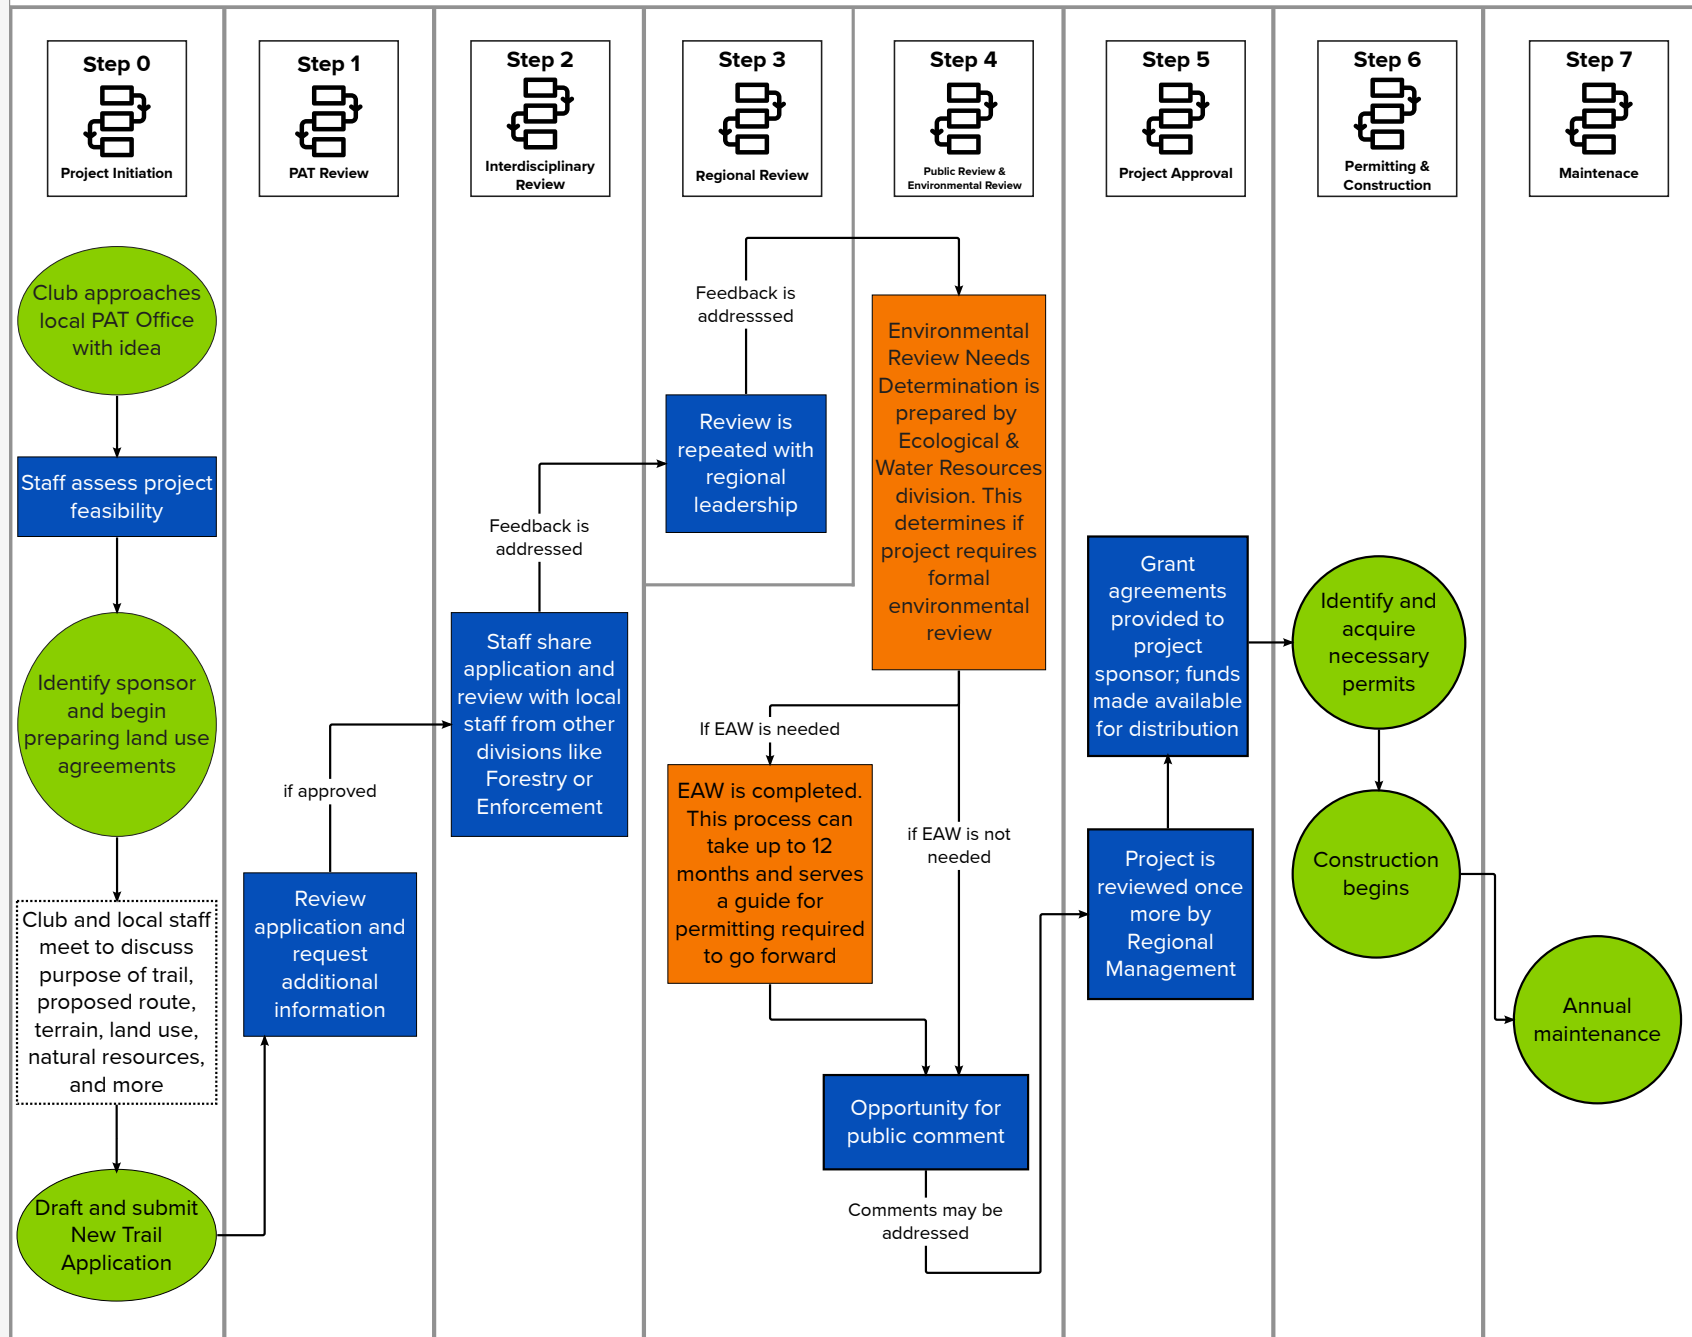 Step 0
Project Initiation
Step 1
PAT Review
Step 2
Interdisciplinary
Review
Step 3
Regional Review
Step 4
Public Review &
Environmental Review
Step 5
Project Approval
Step 6
Permitting &
Construction
Step 7
Maintenace
Club approaches
local PAT Office
with idea
Staff assess project
feasibility
Identify sponsor
and begin
preparing land use
agreements
Club and local staff
meet to discuss
purpose of trail,
proposed route,
terrain, land use,
natural resources,
and more
Draft and submit
New Trail
Application
Review
application and
request
additional
information
if approved
Staff share
application and
review with local
staff from other
divisions like
Forestry or
Enforcement
Feedback is
addressed
Review is
repeated with
regional
leadership
Feedback is
addresssed
Environmental
Review Needs
Determination is
prepared by
Ecological &
Water Resources
division. This
determines if
project requires
formal
environmental
review
If EAW is needed
EAW is completed.
This process can
take up to 12
months and serves
a guide for
permitting required
to go forward
if EAW is not
needed
Opportunity for
public comment
Comments may be
addressed
Project is
reviewed once
more by
Regional
Management
Grant
agreements
provided to
project
sponsor; funds
made available
for distribution
Identify and
acquire
necessary
permits
Construction
begins
Annual
maintenance